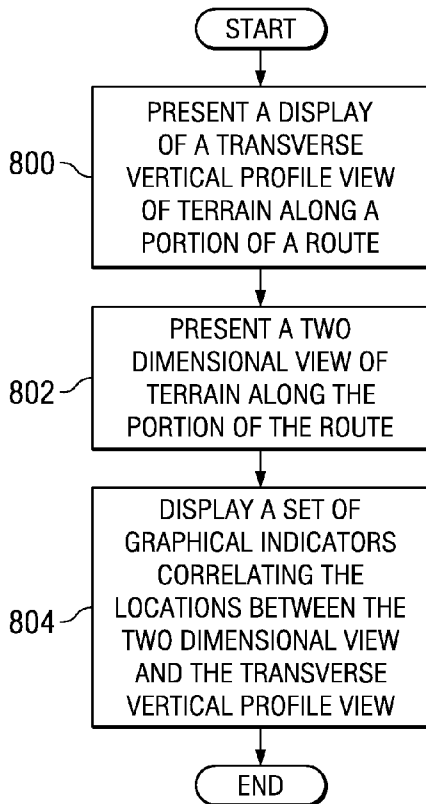 START
800
PRESENT A DISPLAY
OF A TRANSVERSE
VERTICAL PROFILE VIEW
OF TERRAIN ALONG A
PORTION OF A ROUTE
802
PRESENT A TWO
DIMENSIONAL VIEW OF
TERRAIN ALONG THE
PORTION OF THE ROUTE
804
DISPLAY A SET OF
GRAPHICAL INDICATORS
CORRELATING THE
LOCATIONS BETWEEN THE
TWO DIMENSIONAL VIEW
AND THE TRANSVERSE
VERTICAL PROFILE VIEW
END